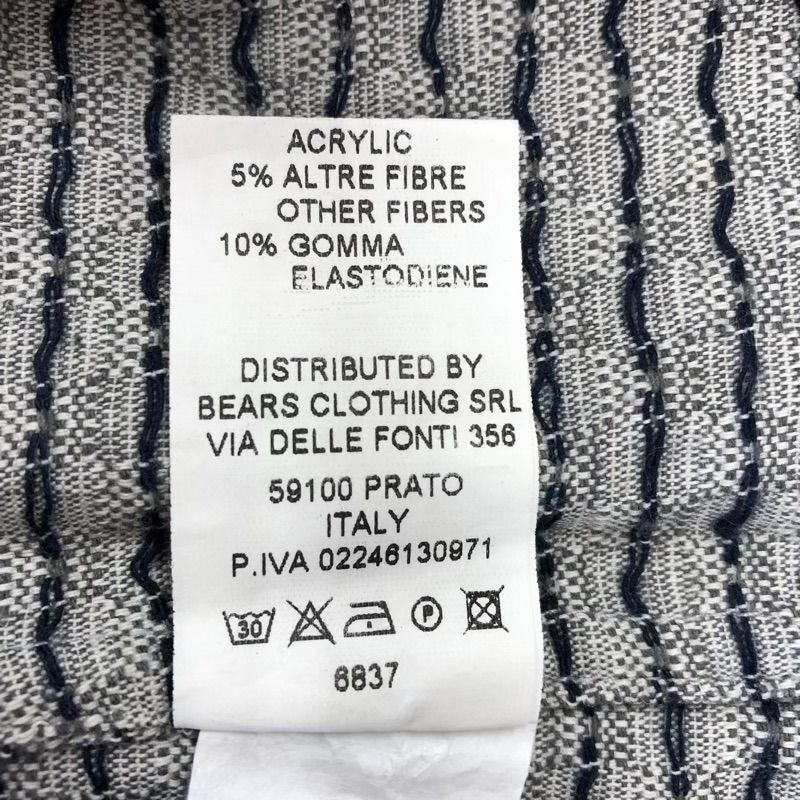 ACRYLIC
5% ALTRE FIBRE
OTHER FIBERS
10% GOMMA
ELASTODIENE
DISTRIBUTED BY
BEARS CLOTHING SRL
VIA DELLE FONTI 356
59100 PRATO
ITALY
P.IVA 02246130971
30 P
6837